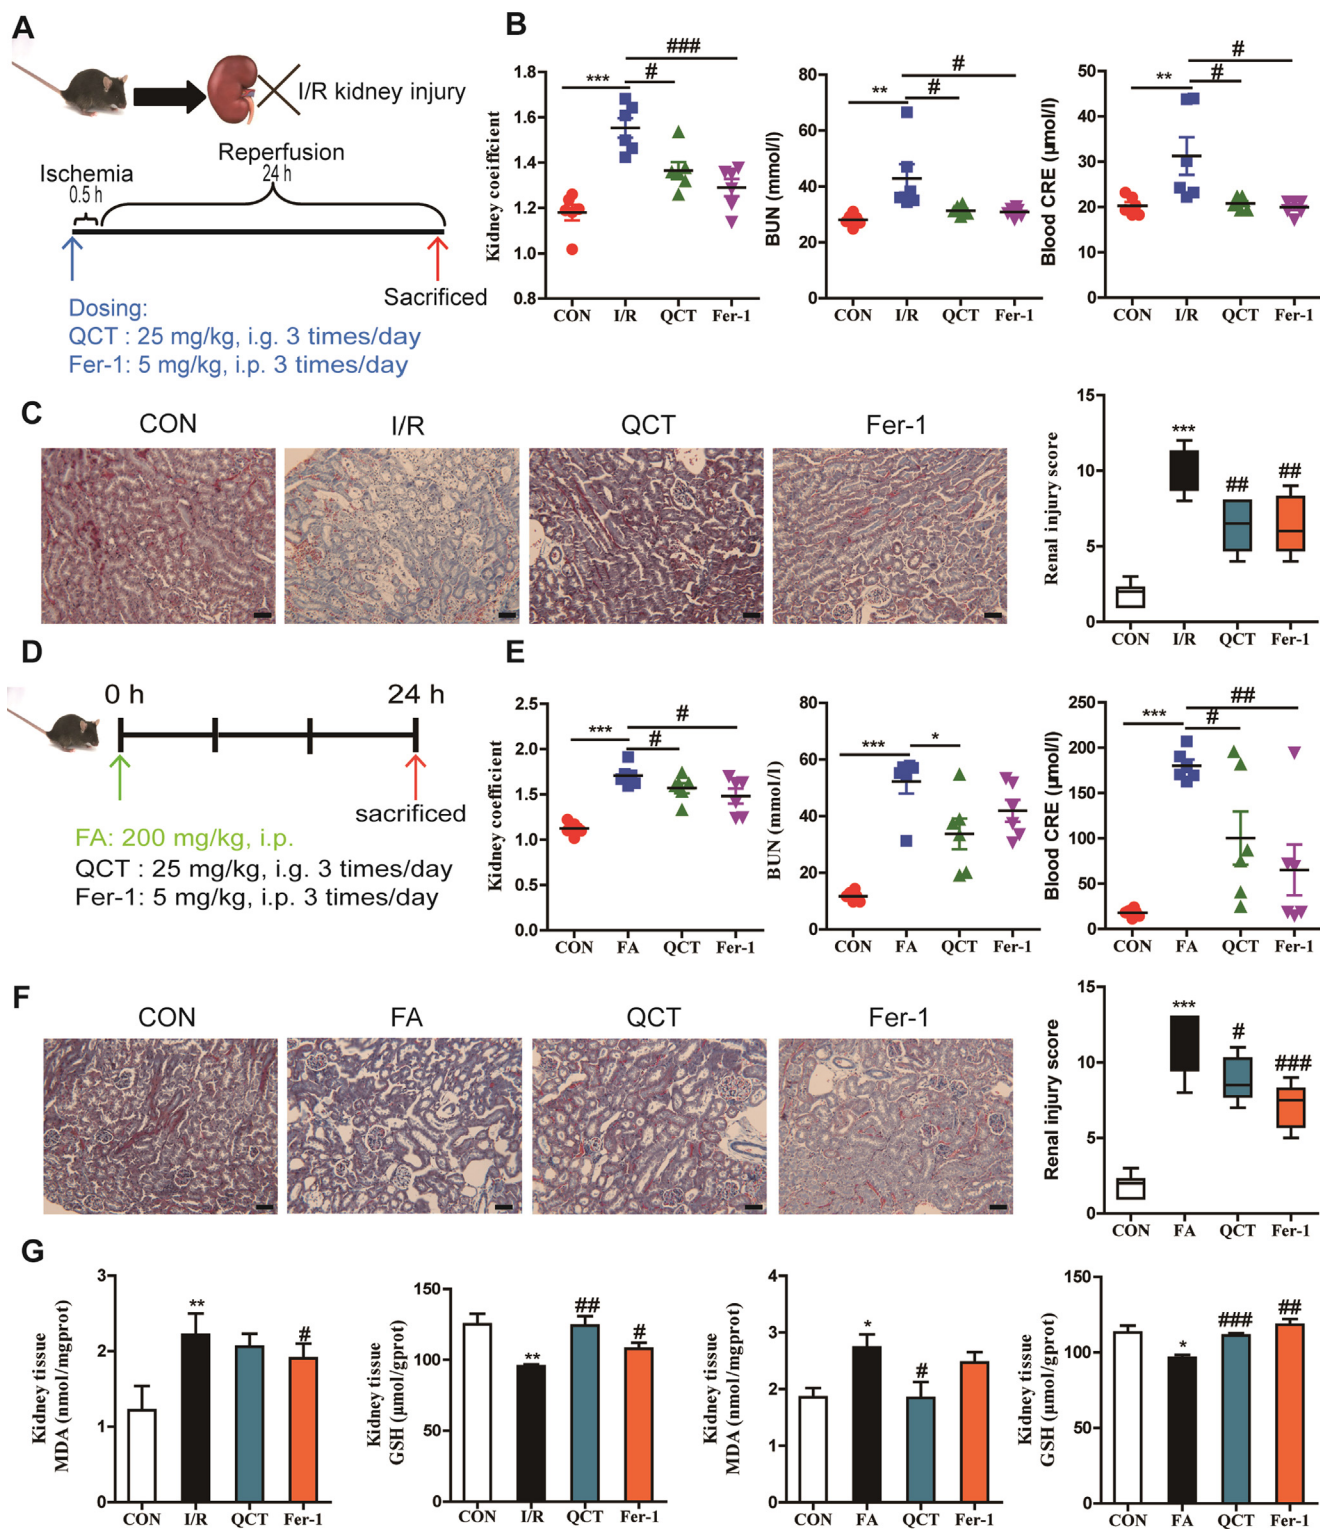 A
I/R kidney injury
Reperfusion
24 h
Ischemia
0.5 h
Sacrificed
Dosing:
QCT : 25 mg/kg, i.g. 3 times/day
Fer-1: 5 mg/kg, i.p. 3 times/day
B
###
#
***
1.8
1.6
1.4
1.2
1.0
0.8
Kidney coeiffcient
CON I/R QCT Fer-1
#
#
**
80
60
40
20
0
BUN (mmol/l)
CON I/R QCT Fer-1
#
#
**
50
40
30
20
10
0
Blood CRE (μmol/l)
CON I/R QCT Fer-1
C
CON I/R QCT Fer-1
15
10
5
0
Renal injury score
***
##
##
CON I/R QCT Fer-1
D
0 h 24 h
sacrificed
FA: 200 mg/kg, i.p.
QCT : 25 mg/kg, i.g. 3 times/day
Fer-1: 5 mg/kg, i.p. 3 times/day
E
#
#
***
2.5
2.0
1.5
1.0
0.5
0.0
Kidney coefficient
CON FA QCT Fer-1
*** *
80
60
40
20
0
BUN (mmol/l)
CON FA QCT Fer-1
##
#
***
250
200
150
100
50
0
Blood CRE (μmol/l)
CON FA QCT Fer-1
F
CON FA QCT Fer-1
15
10
5
0
Renal injury score
***
#
###
CON FA QCT Fer-1
G
3
2
1
0
Kidney tissue
MDA (nmol/mgprot)
**
#
CON I/R QCT Fer-1
150
100
50
0
Kidney tissue
GSH (μmol/gprot)
**
##
#
CON I/R QCT Fer-1
4
3
2
1
0
Kidney tissue
MDA (nmol/mgprot)
*
#
CON FA QCT Fer-1
150
100
50
0
Kidney tissue
GSH (μmol/gprot)
*
###
##
CON FA QCT Fer-1